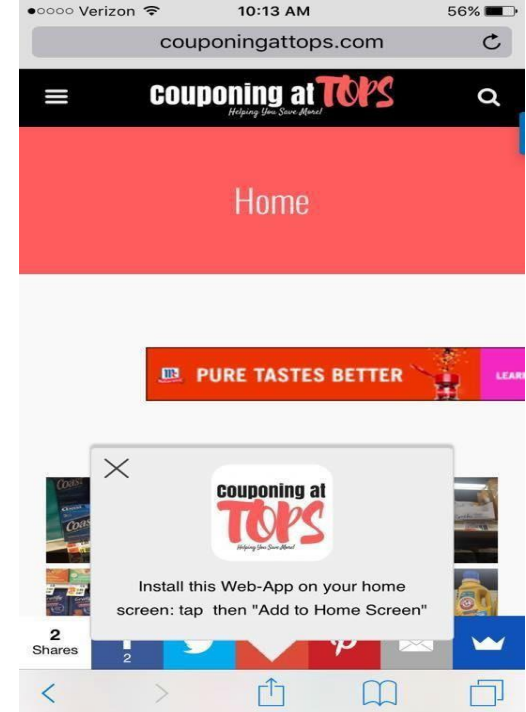 Verizon 10:13 AM 56%
couponingattops.com
couponing at TOPS
Helping You Save More!
Home
PURE TASTES BETTER LEAR
couponing at
TOPS
Helping You Save More!
Install this Web-App on your home
screen: tap then "Add to Home Screen"
2
Shares
2